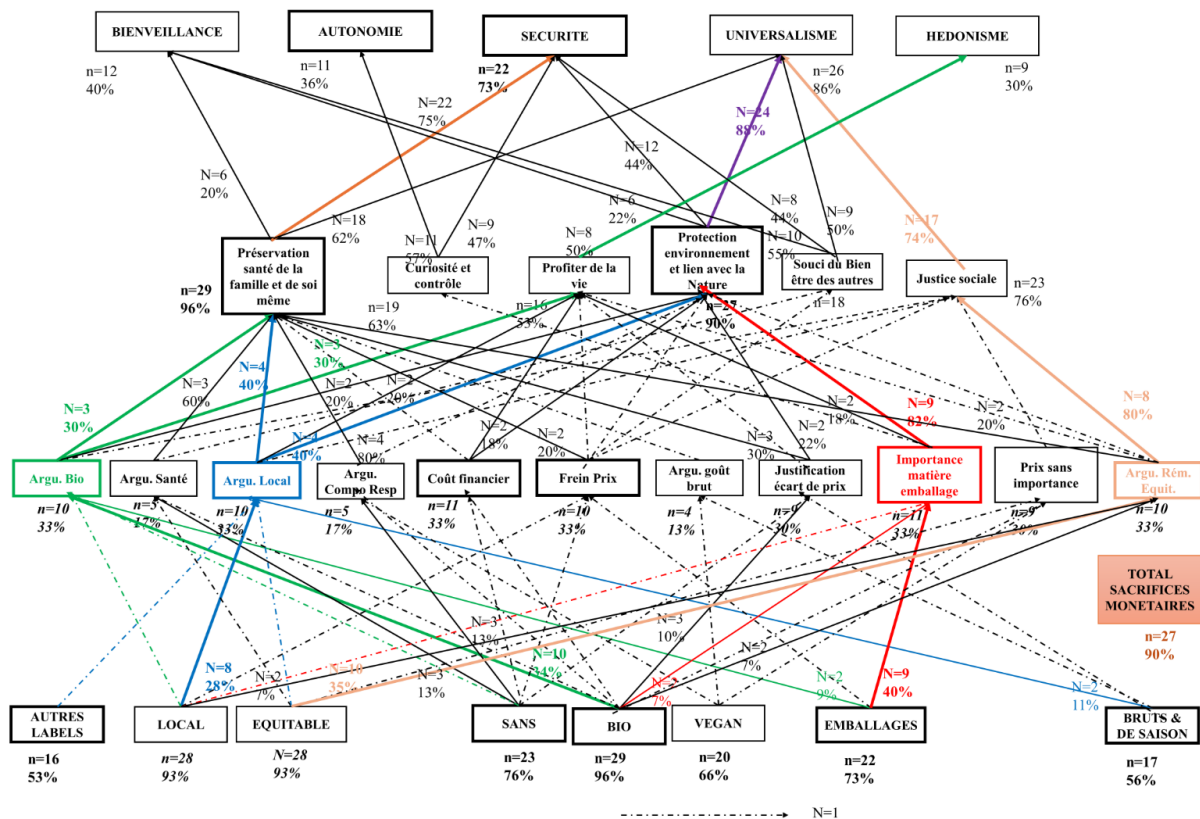 BIENVEILLANCE
AUTONOMIE
SECURITE
UNIVERSALISME
HEDONISME
n=12
40%
n=11
36%
n=22
73%
n=26
86%
n=9
30%
N=22
75%
N=24
88%
N=12
44%
N=6
20%
N=18
62%
N=11
57%
N=9
47%
N=8
50%
N=6
22%
N=8
44%
N=10
55%
N=9
50%
N=17
74%
Préservation
santé de la
famille et de soi
même
Curiosité et
contrôle
Profiter de la
vie
Protection
environnement
et lien avec la
Nature
Souci du Bien
être des autres
Justice sociale
n=29
96%
n=19
63%
n=16
53%
n=27
90%
n=18
n=23
76%
N=3
30%
N=3
60%
N=4
40%
N=3
30%
N=2
20%
20%
40%
N=4
80%
N=2
18%
N=2
20%
N=3
30%
N=2
22%
N=2
18%
N=9
82%
N=2
20%
N=8
80%
Argu. Bio
Argu. Santé
Argu. Local
Argu.
Compo Resp
Coût financier
Frein Prix
Argu. goût
brut
Justification
écart de prix
Importance
matière
emballage
Prix sans
importance
Argu. Rém.
Equit.
n=10
33%
n=5
17%
n=10
33%
n=5
17%
n=11
33%
n=10
33%
n=4
13%
n=9
30%
n=11
33%
n=9
n=10
33%
TOTAL
SACRIFICES
MONETAIRES
n=27
90%
N=8
28%
N=2
7%
N=10
35%
N=3
13%
N=3
13%
N=10
34%
N=3
10%
7%
N=2
7%
N=2
9%
N=9
40%
N=2
11%
AUTRES
LABELS
LOCAL
EQUITABLE
SANS
BIO
VEGAN
EMBALLAGES
BRUTS &
DE SAISON
n=16
53%
n=28
93%
N=28
93%
n=23
76%
n=29
96%
n=20
66%
n=22
73%
n=17
56%
N=1